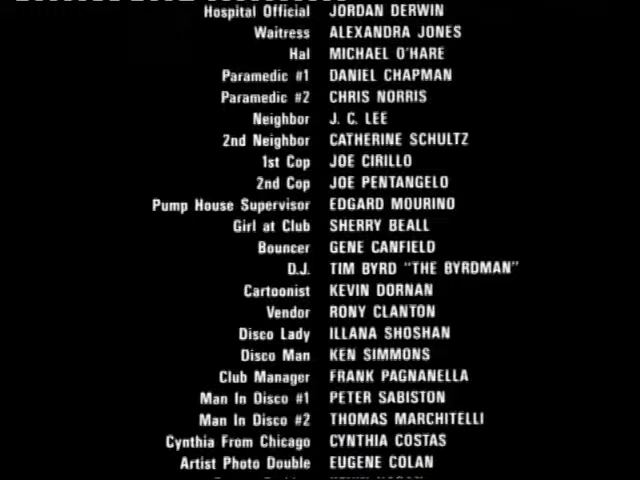 Hospital Official JORDAN DERWIN
Waitress ALEXANDRA JONES
Hal MICHAEL O'HARE
Paramedic #1 DANIEL CHAPMAN
Paramedic #2 CHRIS NORRIS
Neighbor J. C. LEE
2nd Neighbor CATHERINE SCHULTZ
1st Cop JOE CIRILLO
2nd Cop JOE PENTANGELO
Pump House Supervisor EDGARD MOURINO
Girl at Club SHERRY BEALL
Bouncer GENE CANFIELD
D.J. TIM BYRD "THE BYRDMAN"
Cartoonist KEVIN DORNAN
Vendor RONY CLANTON
Disco Lady ILLANA SHOSHAN
Disco Man KEN SIMMONS
Club Manager FRANK PAGNANELLA
Man In Disco #1 PETER SABISTON
Man In Disco #2 THOMAS MARCHITELLI
Cynthia From Chicago CYNTHIA COSTAS
Artist Photo Double EUGENE COLAN